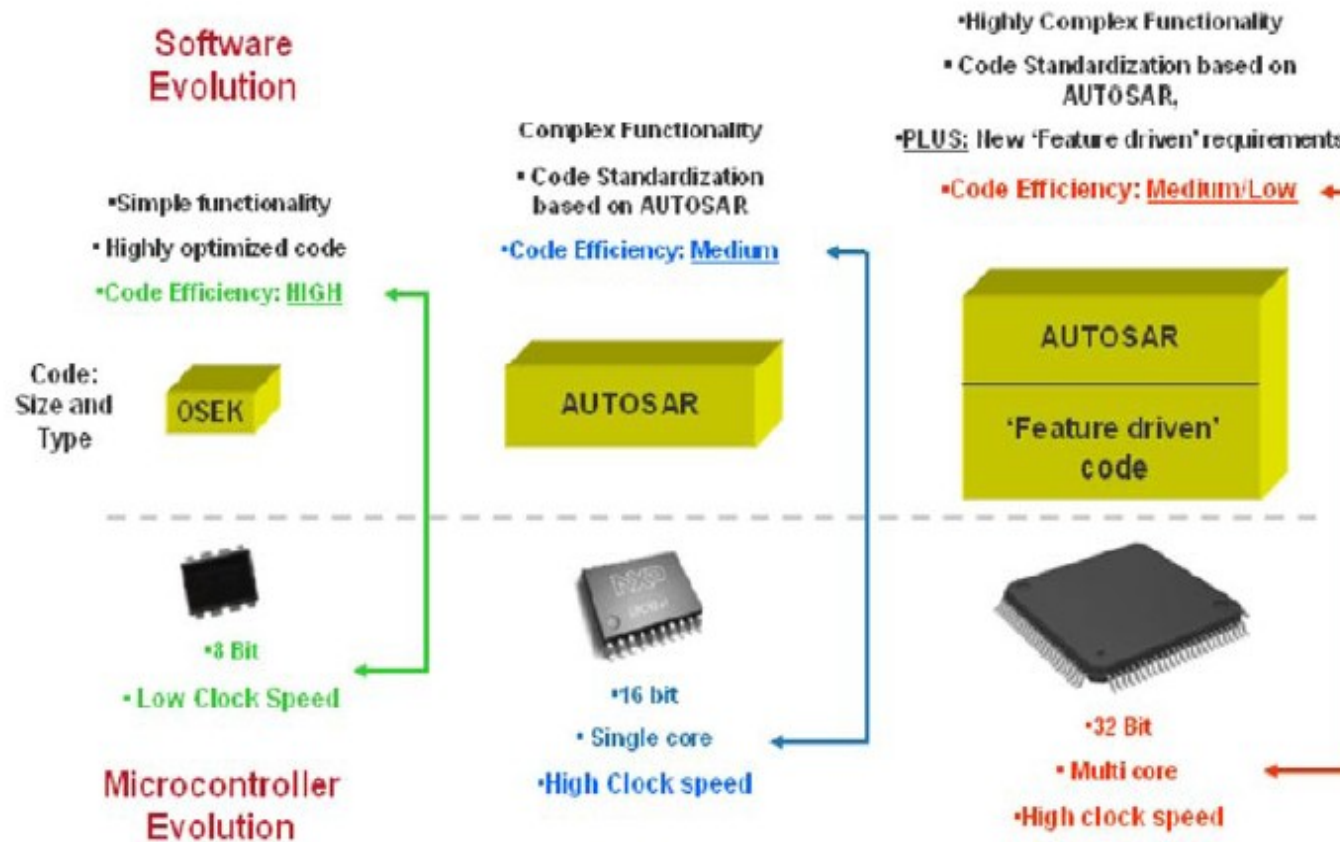 Software
Evolution
•Simple functionality
▪ Highly optimized code
•Code Efficiency: HIGH
Complex Functionality
▪ Code Standardization
based on AUTOSAR
•Code Efficiency: Medium
•Highly Complex Functionality
▪ Code Standardization based on
AUTOSAR,
•PLUS: New ‘Feature driven’ requirements
•Code Efficiency: Medium/Low
Code:
Size and
Type
OSEK
AUTOSAR
AUTOSAR
‘Feature driven’
code
NXP
•8 Bit
• Low Clock Speed
•16 bit
• Single core
•High Clock speed
•32 Bit
• Multi core
•High clock speed
Microcontroller
Evolution